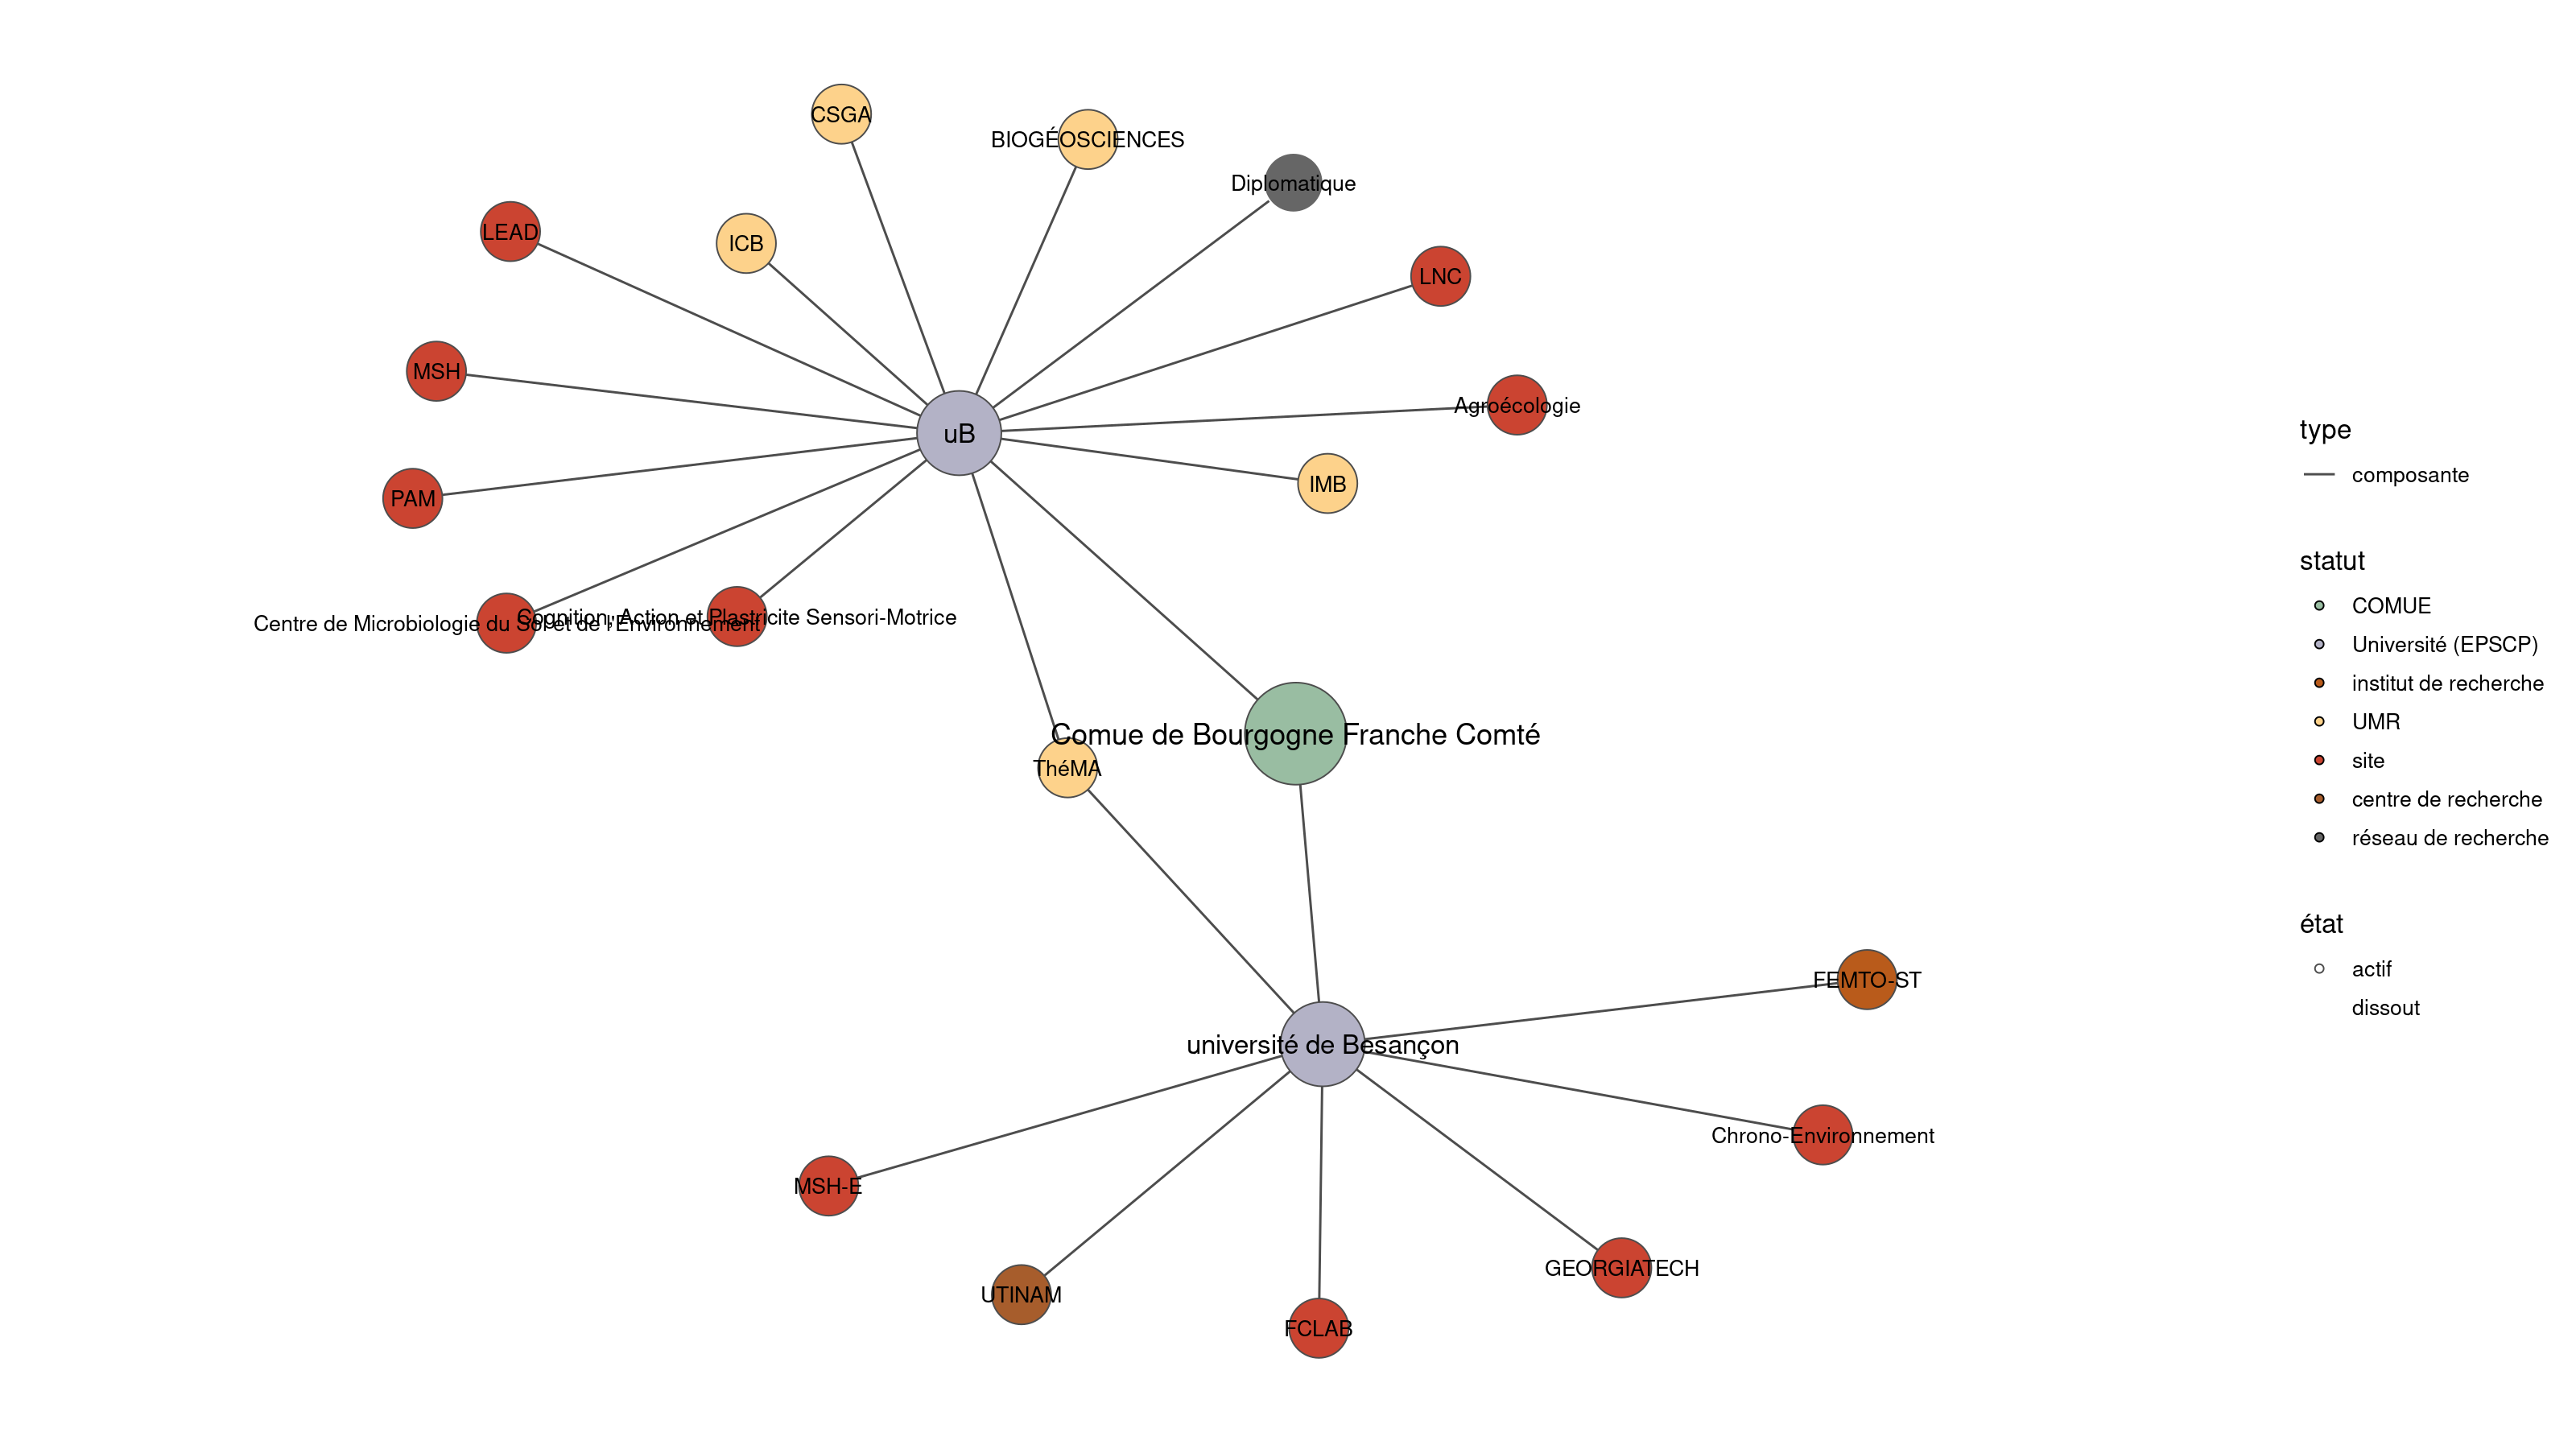 CSGA
BIOGÉOSCIENCES
Diplomatique
LEAD
ICB
LNC
MSH
Agroécologie
uB
IMB
PAM
Cognition, Action et Plastricite Sensori-Motrice
Centre de Microbiologie du Sol et de l'Environnement
Comue de Bourgogne Franche Comté
ThéMA
FEMTO-ST
université de Besançon
Chrono-Environnement
MSH-E
GEORGIATECH
UTINAM
FCLAB
type
composante
statut
COMUE
Université (EPSCP)
institut de recherche
UMR
site
centre de recherche
réseau de recherche
état
actif
dissout